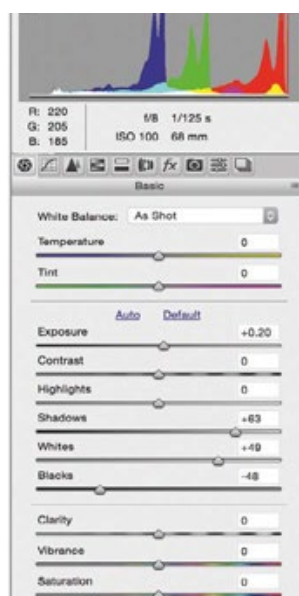 R: 220
G: 205
B: 185
f/8 1/125 s
ISO 100 68 mm
fx
Basic
White Balance: As Shot
Temperature 0
Tint 0
Auto Default
Exposure +0.20
Contrast 0
Highlights 0
Shadows +63
Whites +49
Blacks -48
Clarity 0
Vibrance 0
Saturation 0